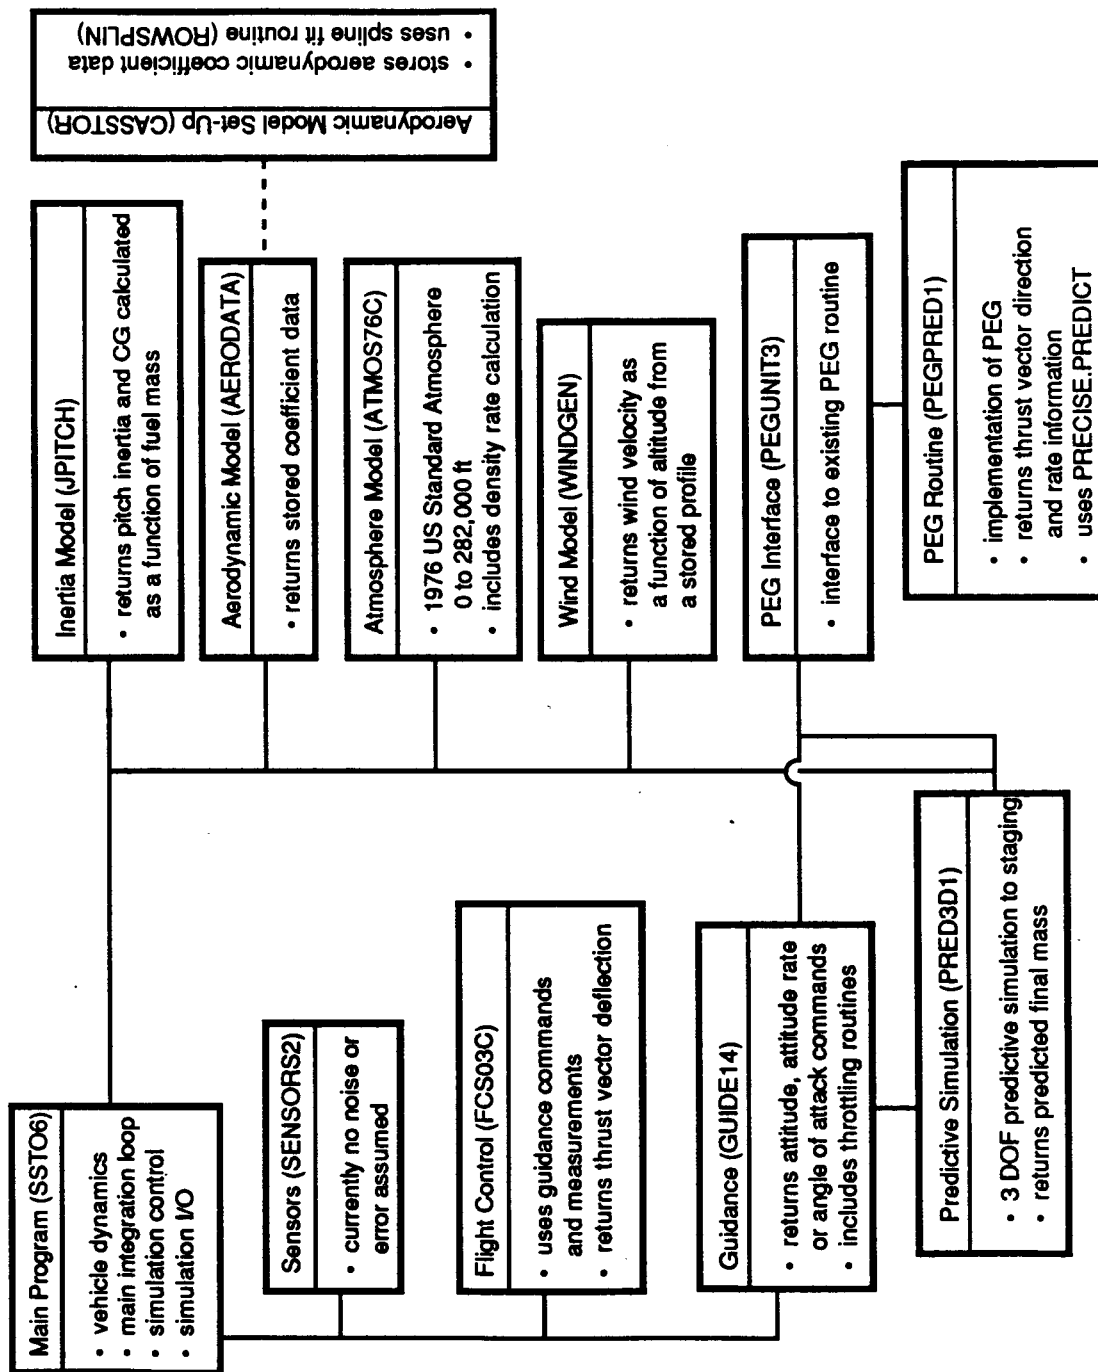 Main Program (SSTO6)
• vehicle dynamics
• main integration loop
• simulation control
• simulation I/O
Sensors (SENSORS2)
• currently no noise or
error assumed
Flight Control (FCS03C)
• uses guidance commands
and measurements
• returns thrust vector deflection
Guidance (GUIDE14)
• returns attitude, attitude rate
or angle of attack commands
• includes throttling routines
Predictive Simulation (PRED3D1)
• 3 DOF predictive simulation to staging
• returns predicted final mass
Inertia Model (JPITCH)
• returns pitch inertia and CG calculated
as a function of fuel mass
Aerodynamic Model (AERODATA)
• returns stored coefficient data
Atmosphere Model (ATMOS76C)
• 1976 US Standard Atmosphere
0 to 282,000 ft
• includes density rate calculation
Wind Model (WINDGEN)
• returns wind velocity as
a function of altitude from
a stored profile
PEG Interface (PEGUNIT3)
• interface to existing PEG routine
PEG Routine (PEGPRED1)
• implementation of PEG
• returns thrust vector direction
and rate information
• uses PRECISE.PREDICT
Aerodynamic Model Set-Up (CASSTOR)
• stores aerodynamic coefficient data
• uses spline fit routine (ROWSPLIN)